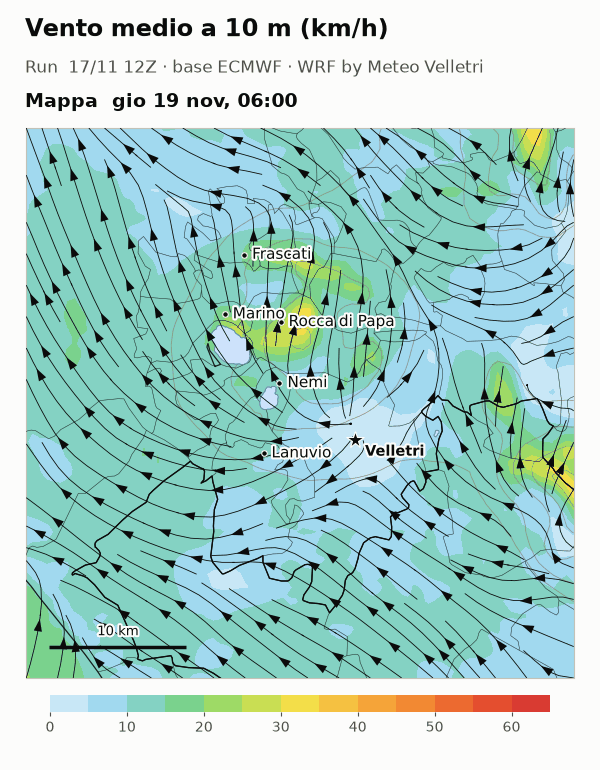 Vento medio a 10 m (km/h)
Run  17/11 12Z · base ECMWF · WRF by Meteo Velletri
Mappa  gio 19 nov, 06:00
Frascati
Marino
Rocca di Papa
Nemi
Lanuvio
Velletri
10 km
0 10 20 30 40 50 60